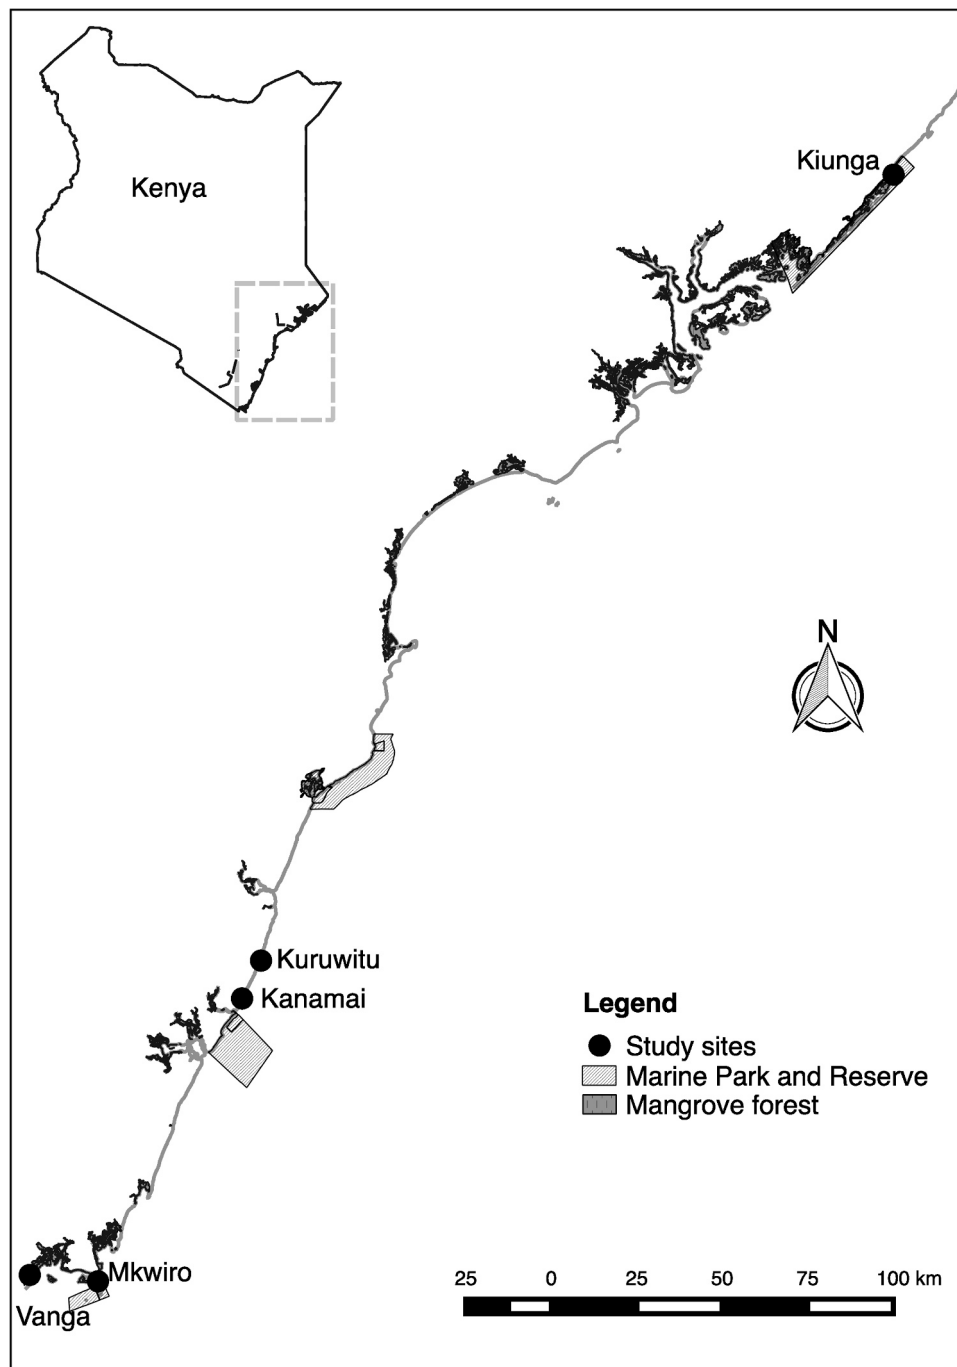 Kenya
Kiunga
N
Kuruwitu
Kanamai
Legend
Study sites
Marine Park and Reserve
Mangrove forest
Mkwiro
Vanga
25 0 25 50 75 100 km